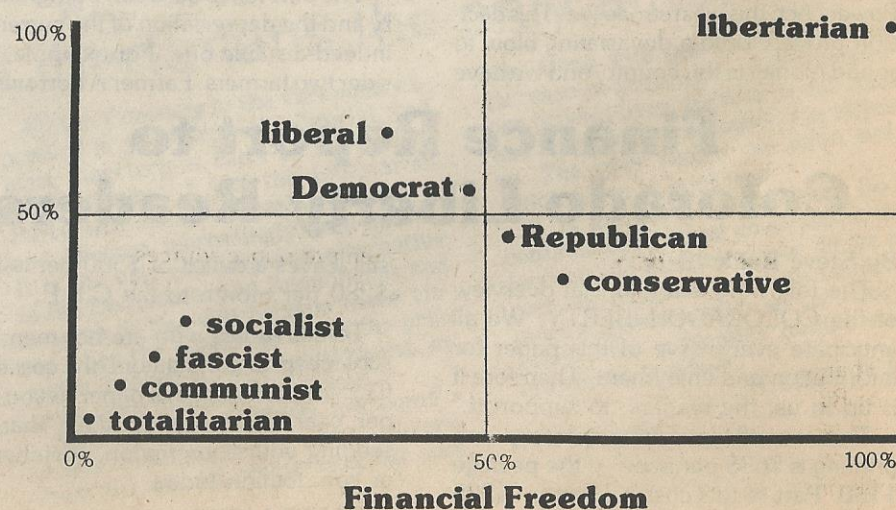 100%
libertarian •
liberal •
Democrat •
50%
• Republican
• conservative
• socialist
• fascist
• communist
• totalitarian
0%
50%
100%
Financial Freedom